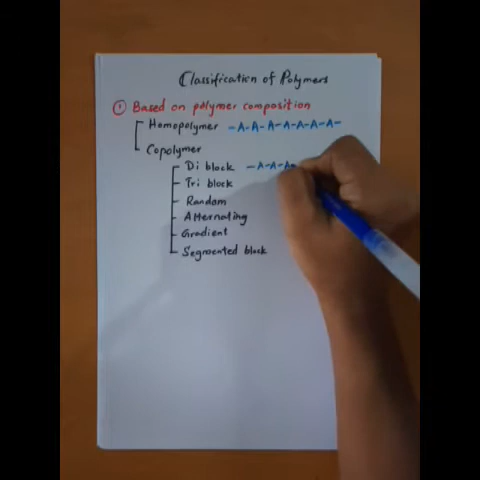 Classification of Polymers
① Based on polymer composition
Homopolymer -A-A-A-A-A-A-A-
Copolymer
Di block -A-A-A-
Tri block
Random
Alternating
Gradient
Segmented block